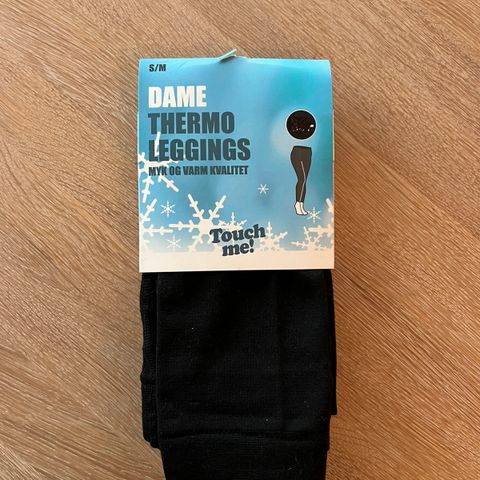 S/M
DAME
THERMO
LEGGINGS
MYK OG VARM KVALITET
Touch
me!